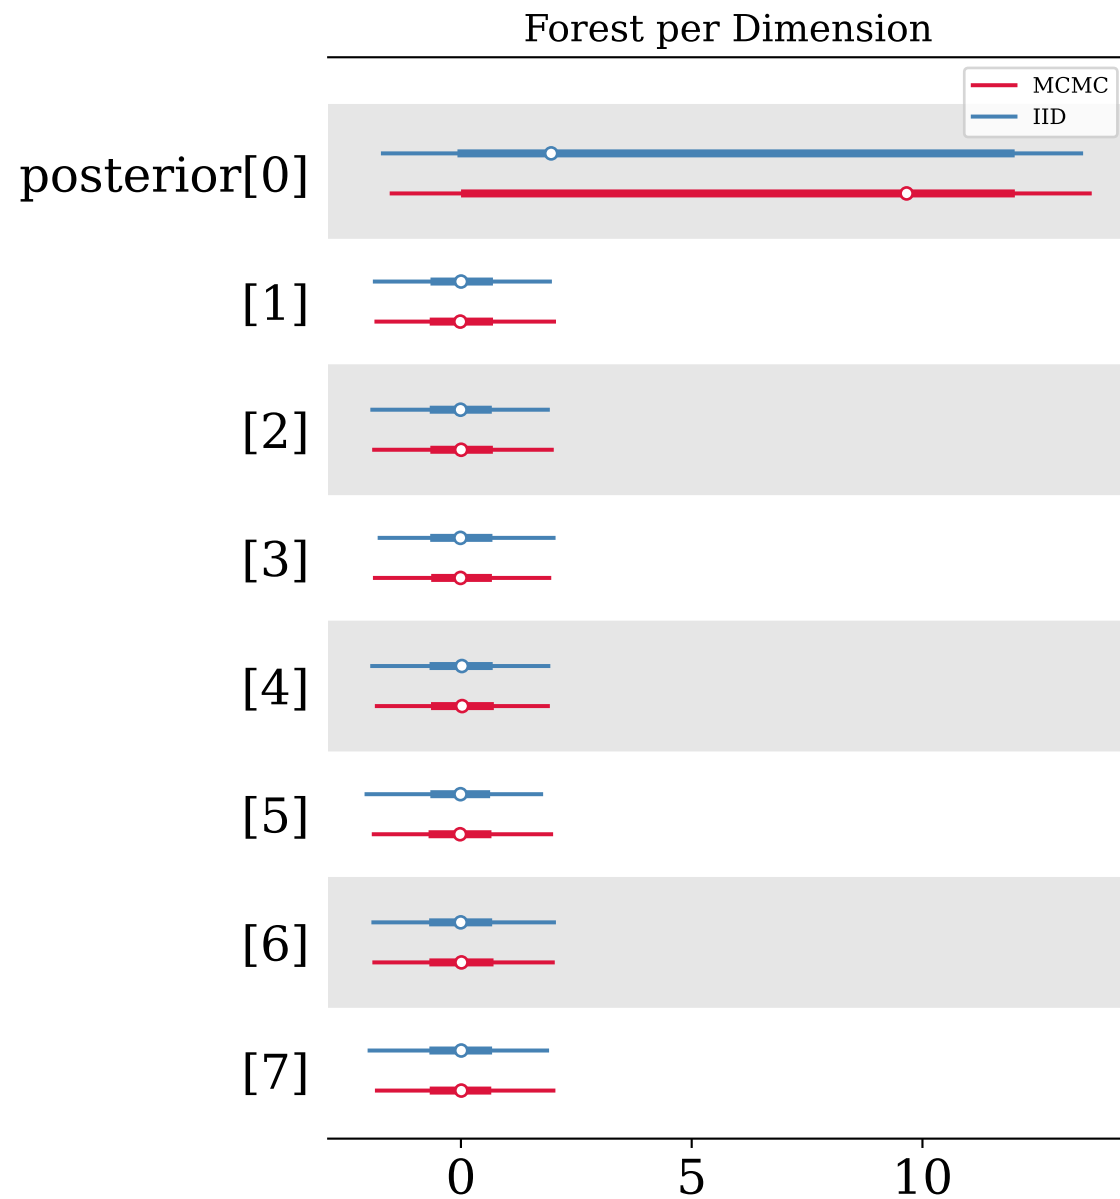 Forest per Dimension
MCMC
IID
posterior[0]
[1]
[2]
[3]
[4]
[5]
[6]
[7]
0 5 10